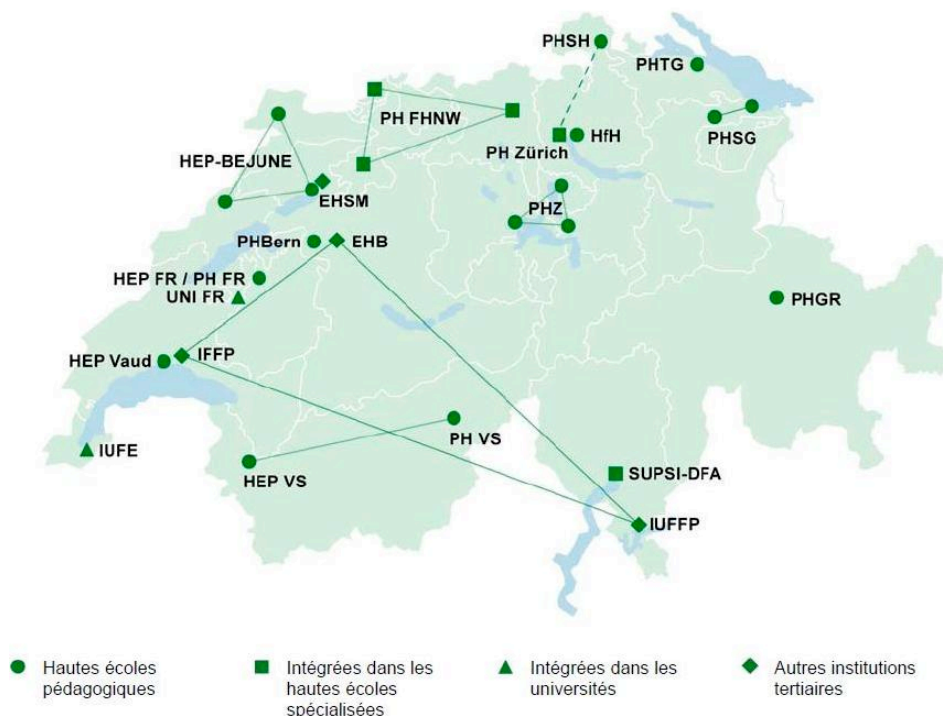 PHSH
PHTG
PH FHNW
PHSG
PH Zürich
HfH
HEP-BEJUNE
EHSM
PHZ
PHBern
EHB
HEP FR / PH FR
UNI FR
PHGR
HEP Vaud
IFFP
PH VS
IUFE
HEP VS
SUPSI-DFA
IUFFP
Hautes écoles
pédagogiques
Intégrées dans les
hautes écoles
spécialisées
Intégrées dans les
universités
Autres institutions
tertiaires